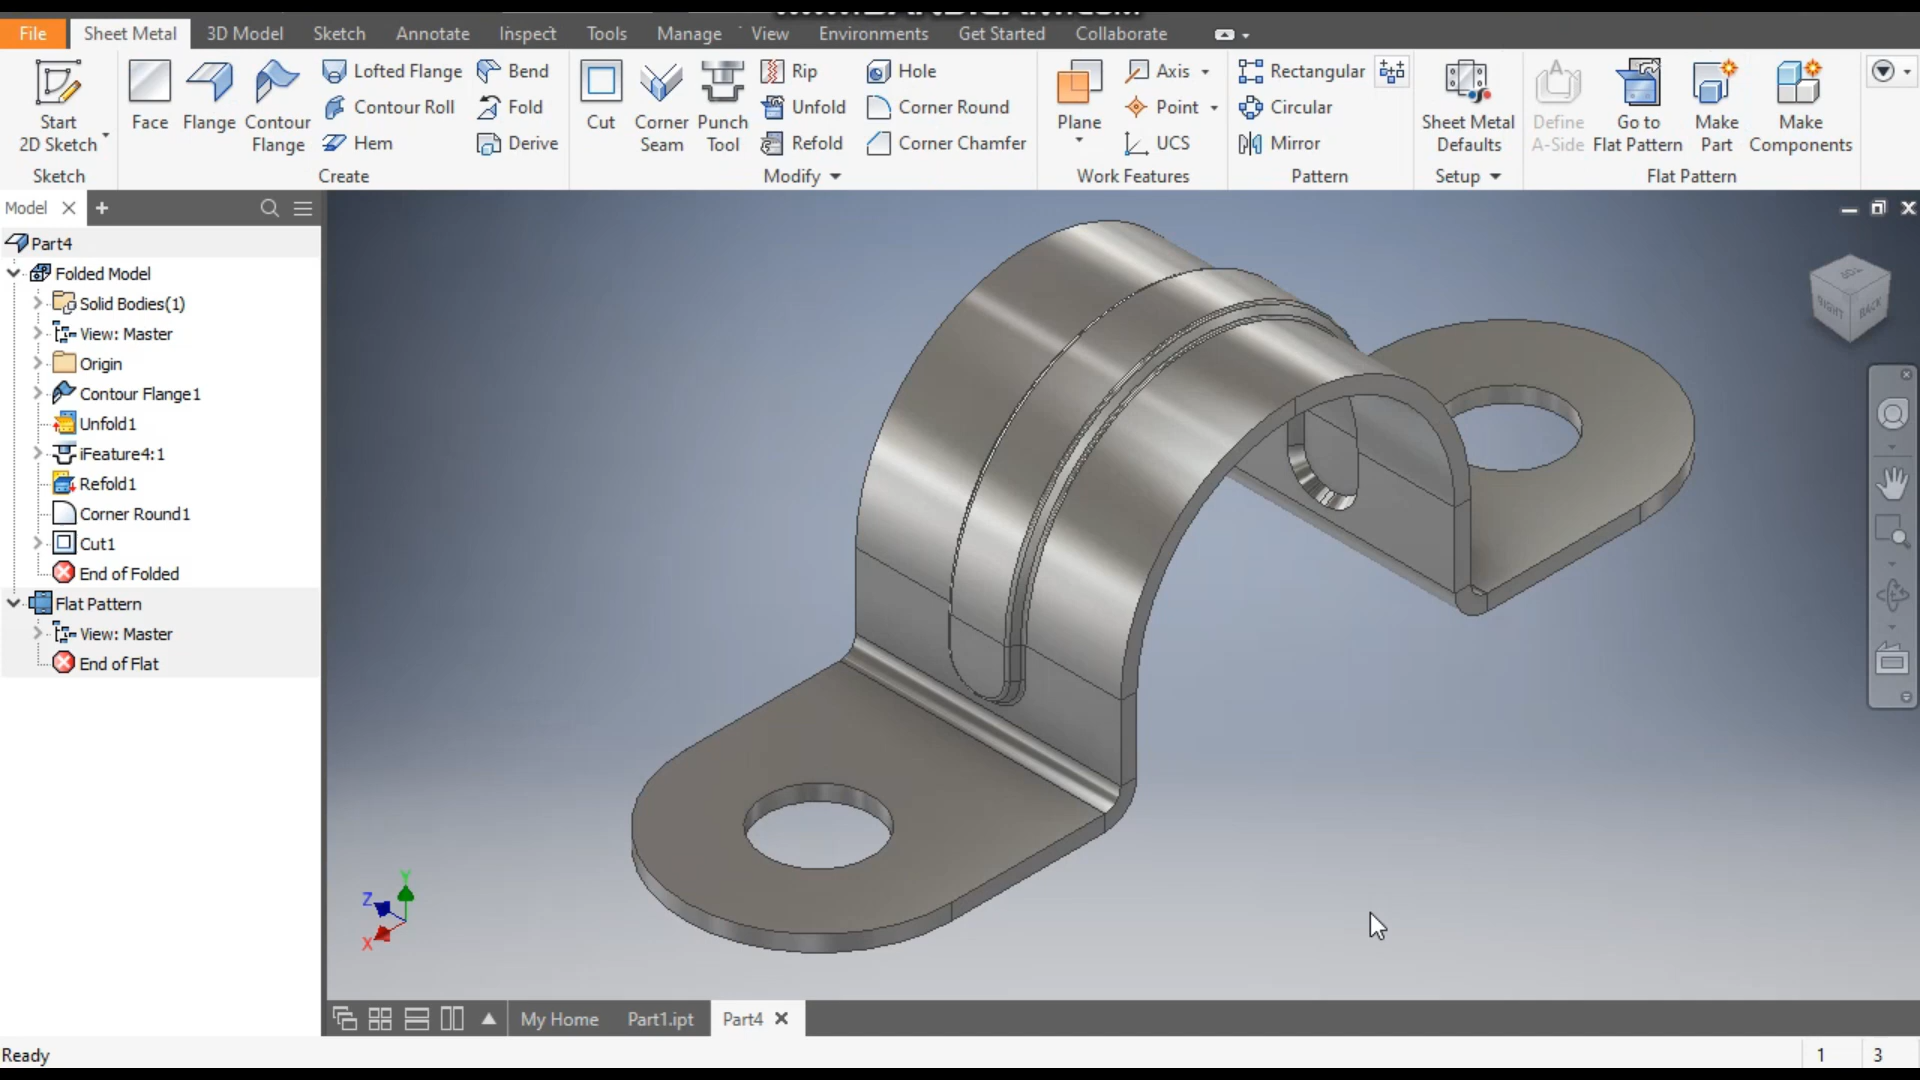 File Sheet Metal 3D Model Sketch Annotate Inspect Tools Manage View Environments Get Started Collaborate
Start
2D Sketch
Sketch
Face
Flange
Contour
Flange
Lofted Flange
Contour Roll
Hem
Bend
Fold
Derive
Create
Cut
Corner
Seam
Punch
Tool
Rip
Unfold
Refold
Hole
Corner Round
Corner Chamfer
Modify
Plane
Axis
Point
UCS
Work Features
Rectangular
Circular
Mirror
Pattern
Sheet Metal
Defaults
Setup
Define
A-Side
Go to
Flat Pattern
Make
Part
Make
Components
Flat Pattern
Model
Part4
Folded Model
Solid Bodies(1)
View: Master
Origin
Contour Flange1
Unfold1
iFeature4:1
Refold1
Corner Round1
Cut1
End of Folded
Flat Pattern
View: Master
End of Flat
TOP
RIGHT
BACK
Y
Z
X
My Home Part1.ipt Part4
Ready
1 3